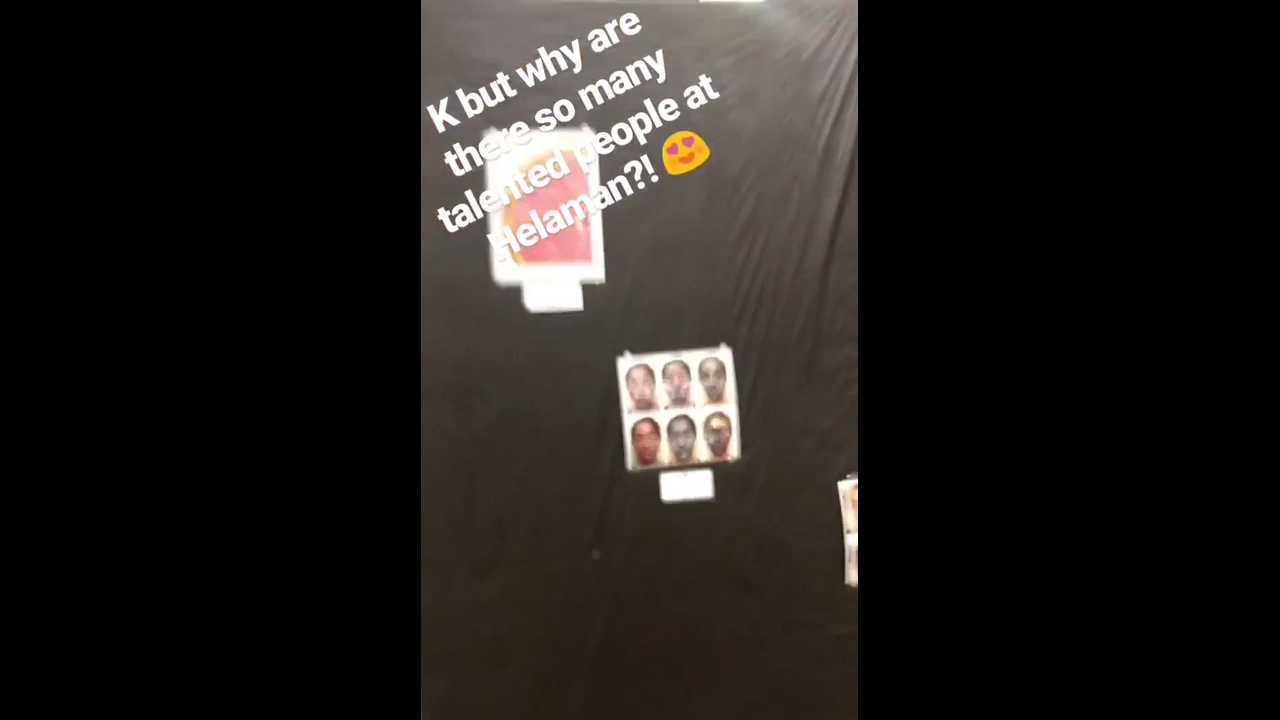 K but why are
there so many
talented people at
Helaman?! 😍